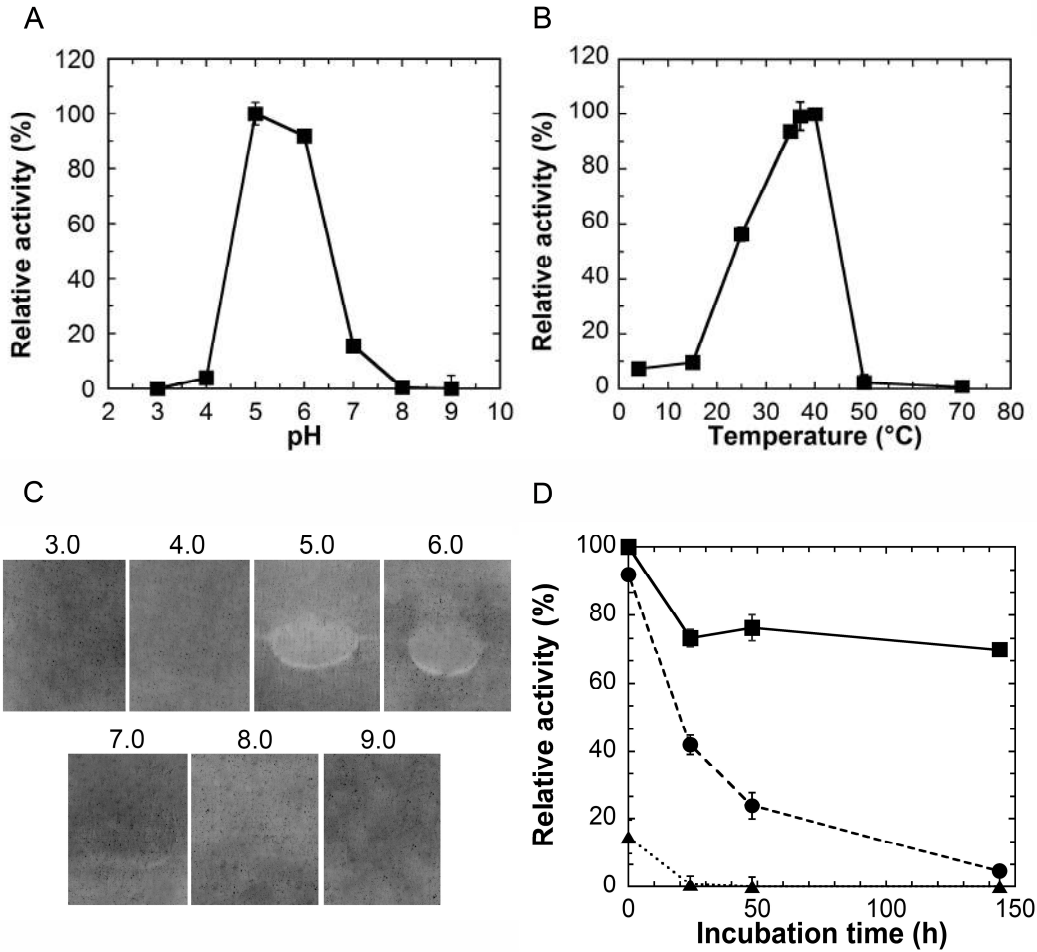 A
B
120
100
80
60
40
20
0
Relative activity (%)
2 3 4 5 6 7 8 9 10
pH
120
100
80
60
40
20
0
Relative activity (%)
0 10 20 30 40 50 60 70 80
Temperature (°C)
C
D
3.0 4.0 5.0 6.0
7.0 8.0 9.0
100
80
60
40
20
0
Relative activity (%)
0 50 100 150
Incubation time (h)